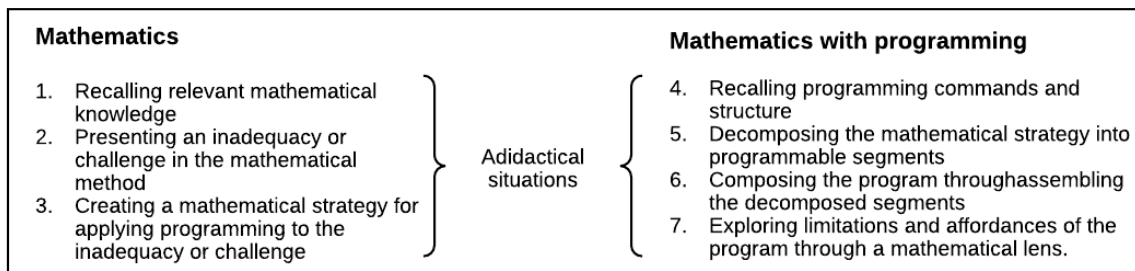 Mathematics
1. Recalling relevant mathematical
knowledge
2. Presenting an inadequacy or
challenge in the mathematical
method
3. Creating a mathematical strategy for
applying programming to the
inadequacy or challenge
Adidactical
situations
Mathematics with programming
4. Recalling programming commands and
structure
5. Decomposing the mathematical strategy into
programmable segments
6. Composing the program throughassembling
the decomposed segments
7. Exploring limitations and affordances of the
program through a mathematical lens.